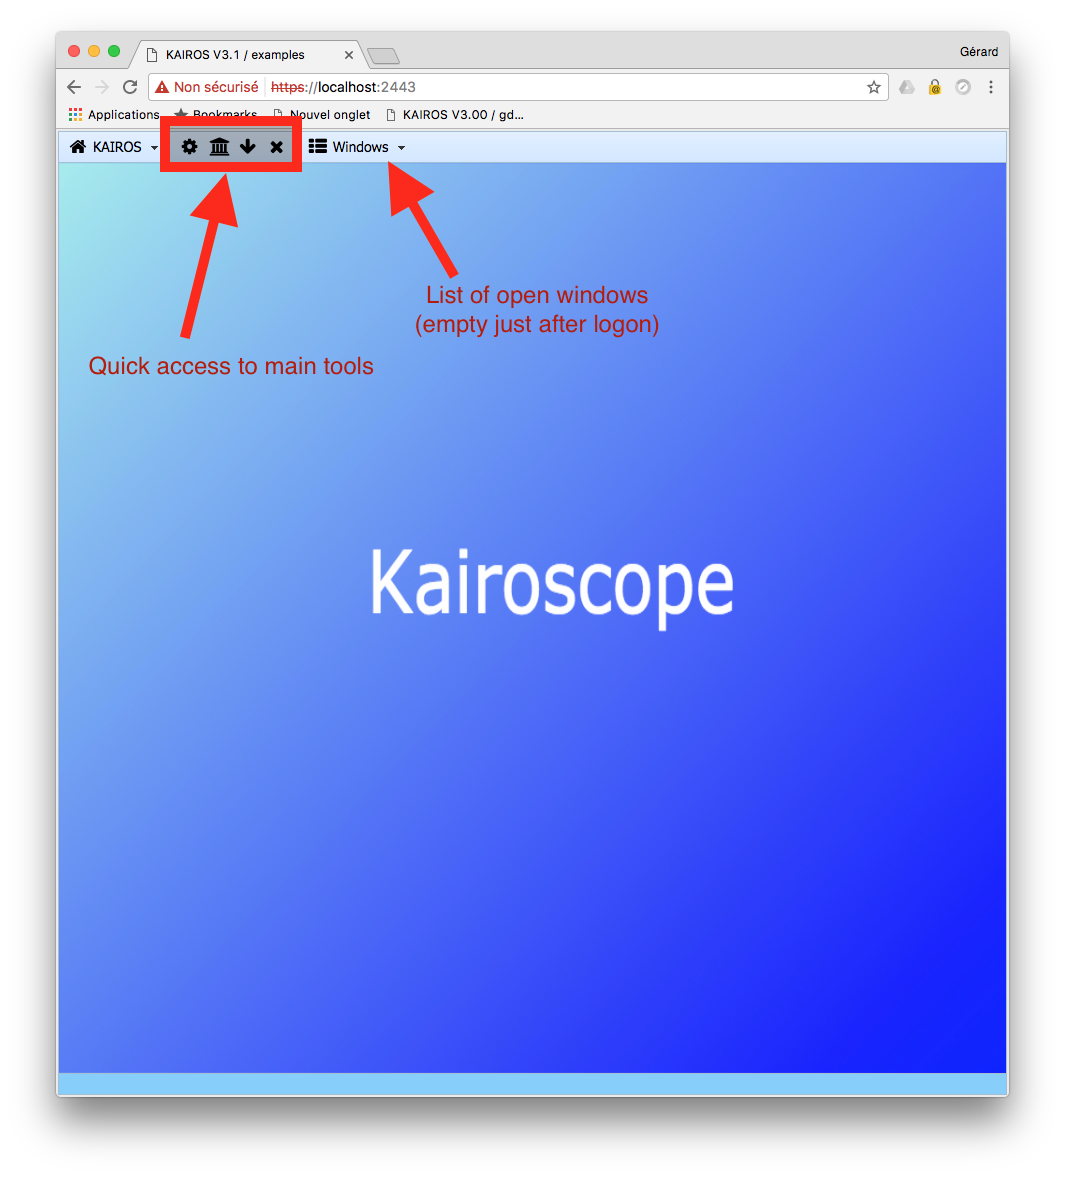 KAIROS V3.1 / examples
Gérard
Non sécurisé https://localhost:2443
Applications Bookmarks Nouvel onglet KAIROS V3.00 / gd...
KAIROS Windows
List of open windows
(empty just after logon)
Quick access to main tools
Kairoscope